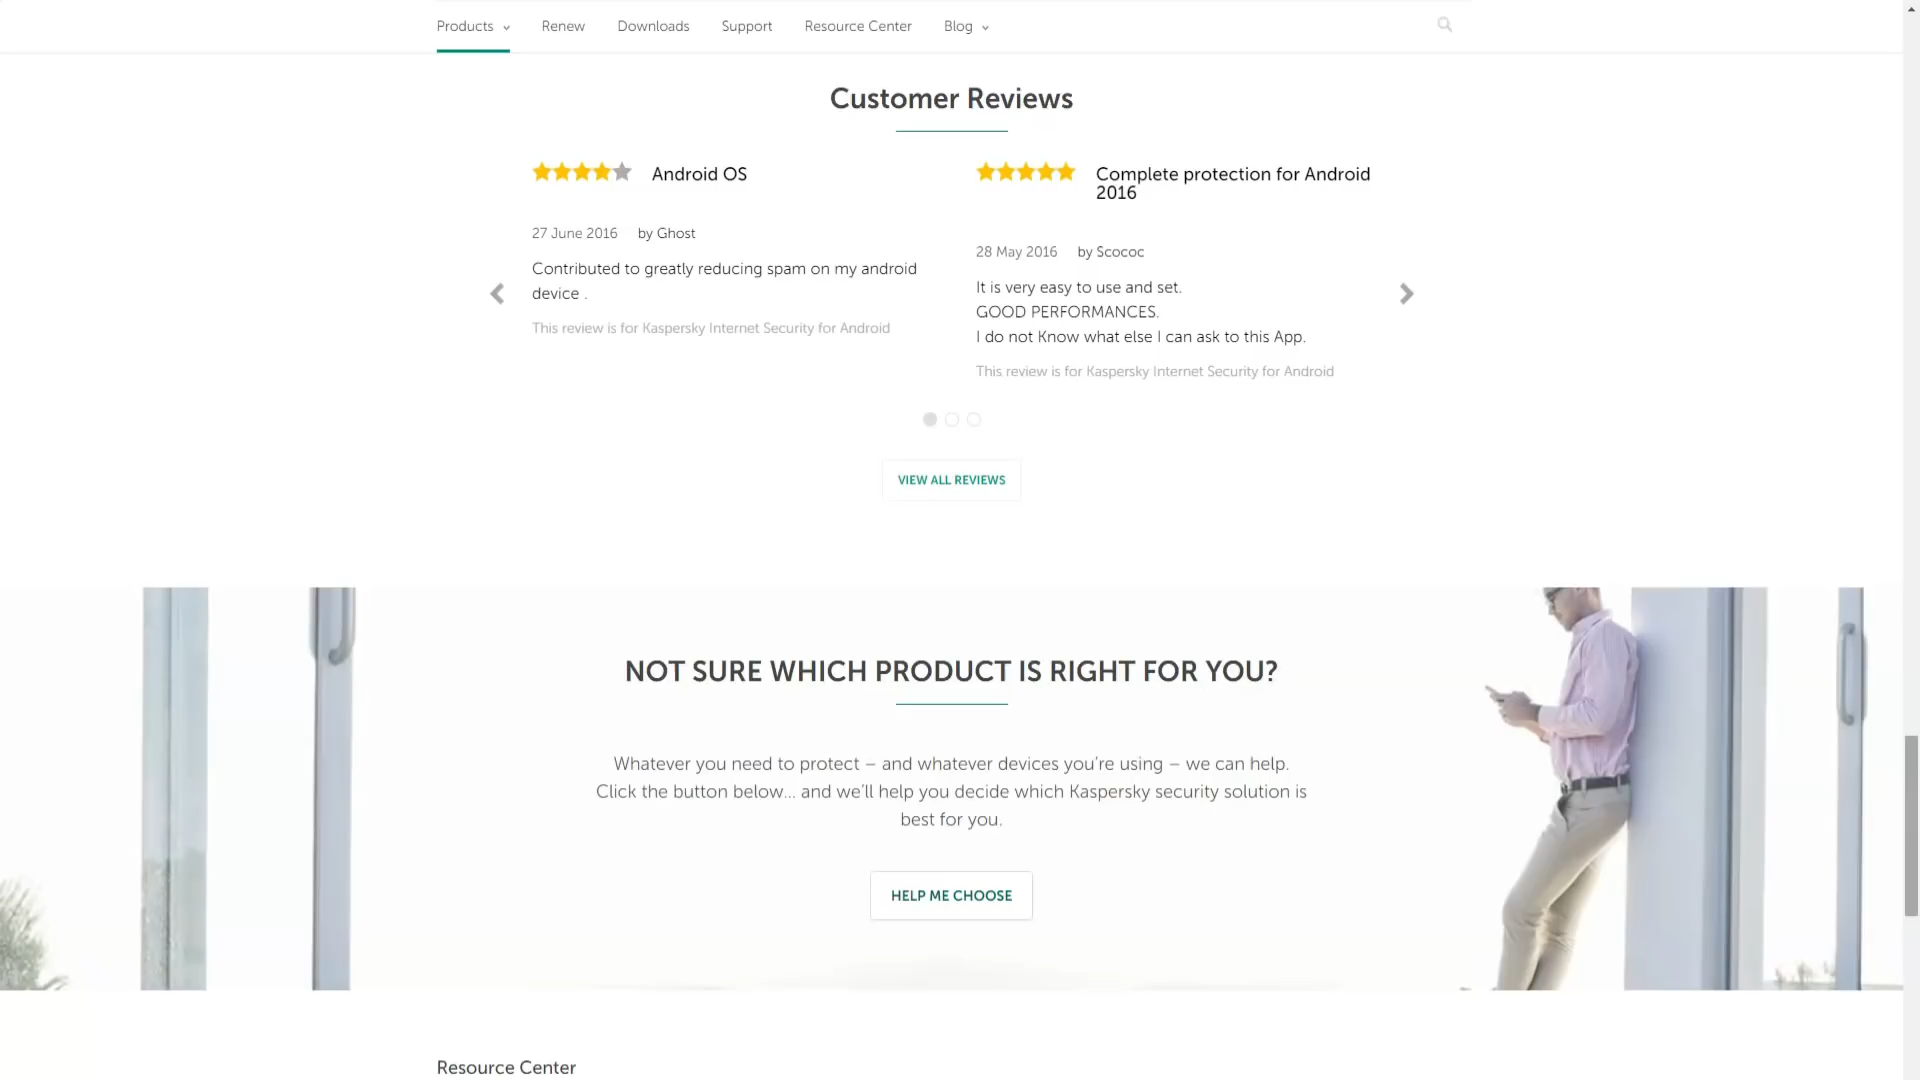 Products
Renew
Downloads
Support
Resource Center
Blog
Customer Reviews
Android OS
27 June 2016 by Ghost
Contributed to greatly reducing spam on my android
device .
This review is for Kaspersky Internet Security for Android
Complete protection for Android
2016
28 May 2016 by Scococ
It is very easy to use and set.
GOOD PERFORMANCES.
I do not Know what else I can ask to this App.
This review is for Kaspersky Internet Security for Android
VIEW ALL REVIEWS
NOT SURE WHICH PRODUCT IS RIGHT FOR YOU?
Whatever you need to protect – and whatever devices you’re using – we can help.
Click the button below... and we’ll help you decide which Kaspersky security solution is
best for you.
HELP ME CHOOSE
Resource Center